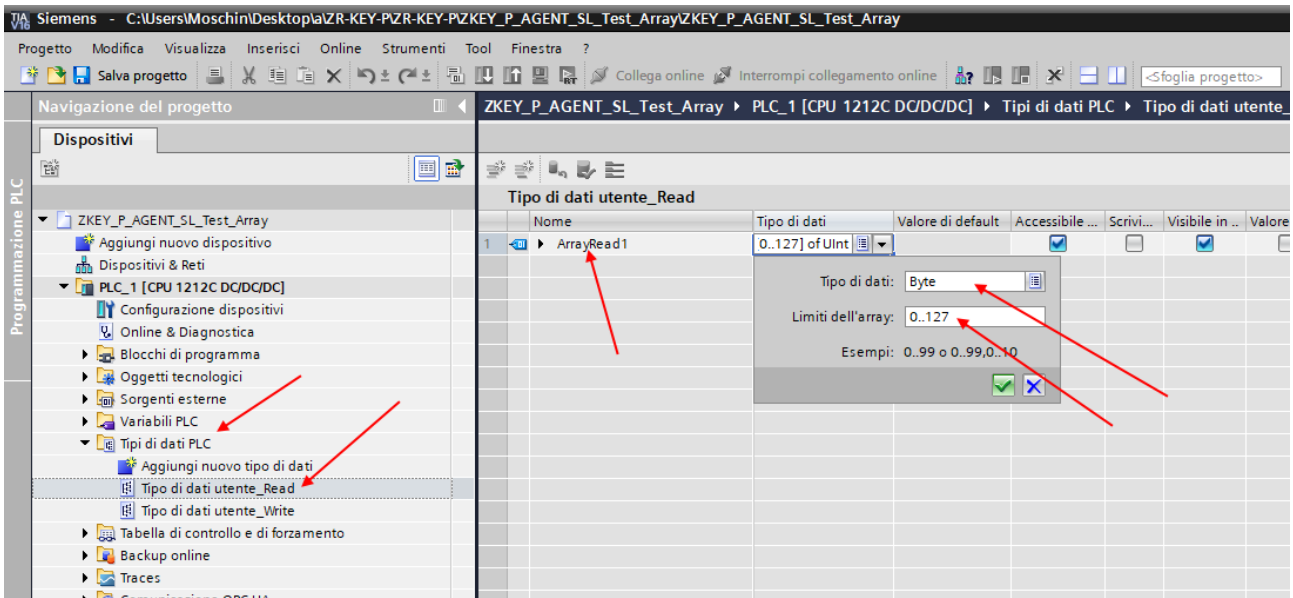 Siemens - C:\Users\Moschin\Desktop\a\ZR-KEY-P\ZR-KEY-P\ZKEY_P_AGENT_SL_Test_Array\ZKEY_P_AGENT_SL_Test_Array
Progetto Modifica Visualizza Inserisci Online Strumenti Tool Finestra ?
Salva progetto Collega online Interrompi collegamento online <Sfoglia progetto>
Navigazione del progetto
ZKEY_P_AGENT_SL_Test_Array PLC_1 [CPU 1212C DC/DC/DC] Tipi di dati PLC Tipo di dati utente_
Dispositivi
Programmazione PLC
Tipo di dati utente_Read
Nome Tipo di dati Valore di default Accessibile ... Scrivi... Visibile in .. Valore
1 ArrayRead1 0..127] of UInt
Tipo di dati: Byte
Limiti dell'array: 0..127
Esempi: 0..99 o 0..99,0..10
ZKEY_P_AGENT_SL_Test_Array
Aggiungi nuovo dispositivo
Dispositivi & Reti
PLC_1 [CPU 1212C DC/DC/DC]
Configurazione dispositivi
Online & Diagnostica
Blocchi di programma
Oggetti tecnologici
Sorgenti esterne
Variabili PLC
Tipi di dati PLC
Aggiungi nuovo tipo di dati
Tipo di dati utente_Read
Tipo di dati utente_Write
Tabella di controllo e di forzamento
Backup online
Traces